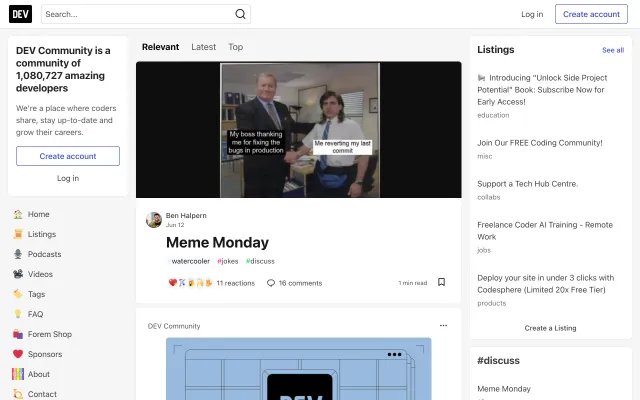 DEV
Search...
Log in
Create account
DEV Community is a
community of
1,080,727 amazing
developers
We're a place where coders
share, stay up-to-date and
grow their careers.
Create account
Log in
Home
Listings
Podcasts
Videos
Tags
FAQ
Forem Shop
Sponsors
About
Contact
Relevant
Latest
Top
My boss thanking
me for fixing the
bugs in production
Me reverting my last
commit
Ben Halpern
Jun 12
Meme Monday
#watercooler
#jokes
#discuss
11 reactions
16 comments
1 min read
DEV Community
DEV
Listings
See all
Introducing "Unlock Side Project
Potential" Book: Subscribe Now for
Early Access!
education
Join Our FREE Coding Community!
misc
Support a Tech Hub Centre.
collabs
Freelance Coder AI Training - Remote
Work
jobs
Deploy your site in under 3 clicks with
Codesphere (Limited 20x Free Tier)
products
Create a Listing
#discuss
Meme Monday